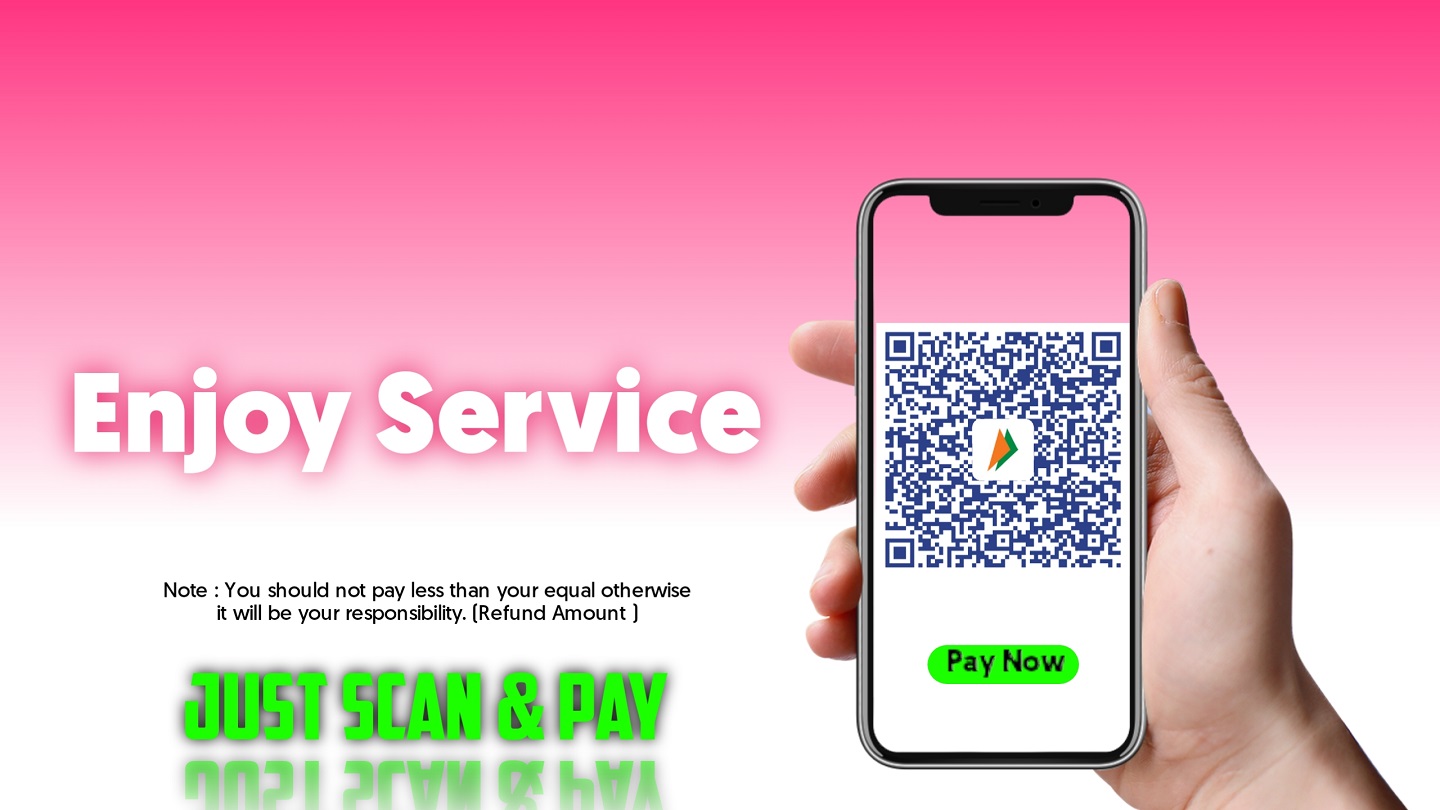 Enjoy Service
Note : You should not pay less than your equal otherwise
it will be your responsibility. (Refund Amount )
JUST SCAN & PAY
Pay Now